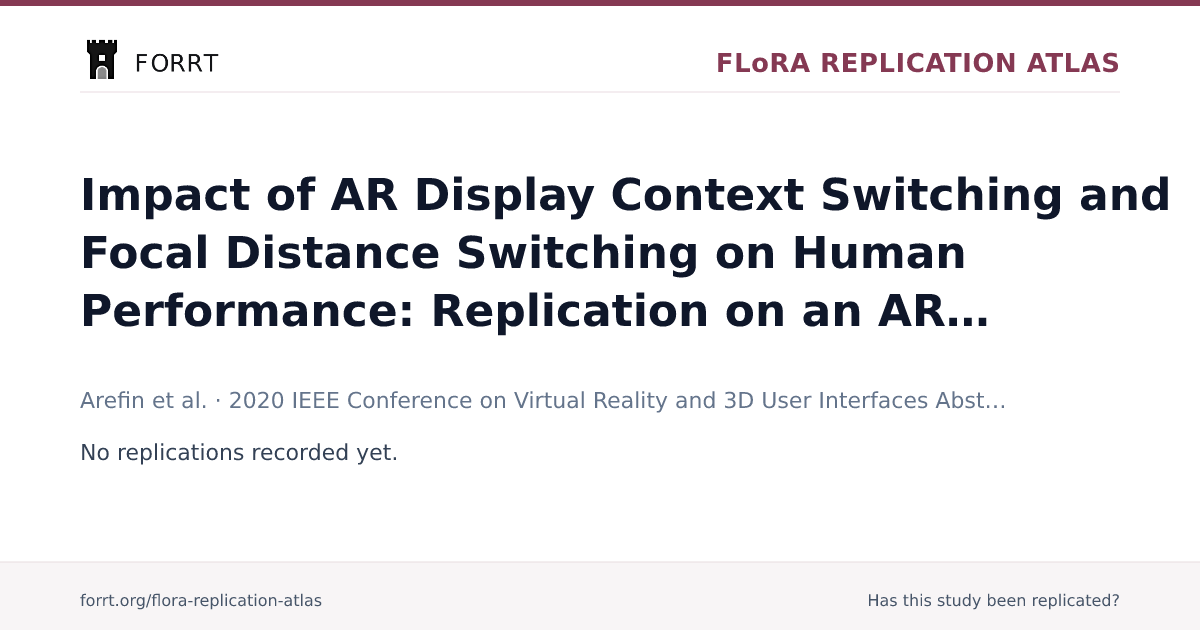 FORRT
FLoRA REPLICATION ATLAS
Impact of AR Display Context Switching and
Focal Distance Switching on Human
Performance: Replication on an AR…
Arefin et al. · 2020 IEEE Conference on Virtual Reality and 3D User Interfaces Abst…
No replications recorded yet.
forrt.org/flora-replication-atlas
Has this study been replicated?